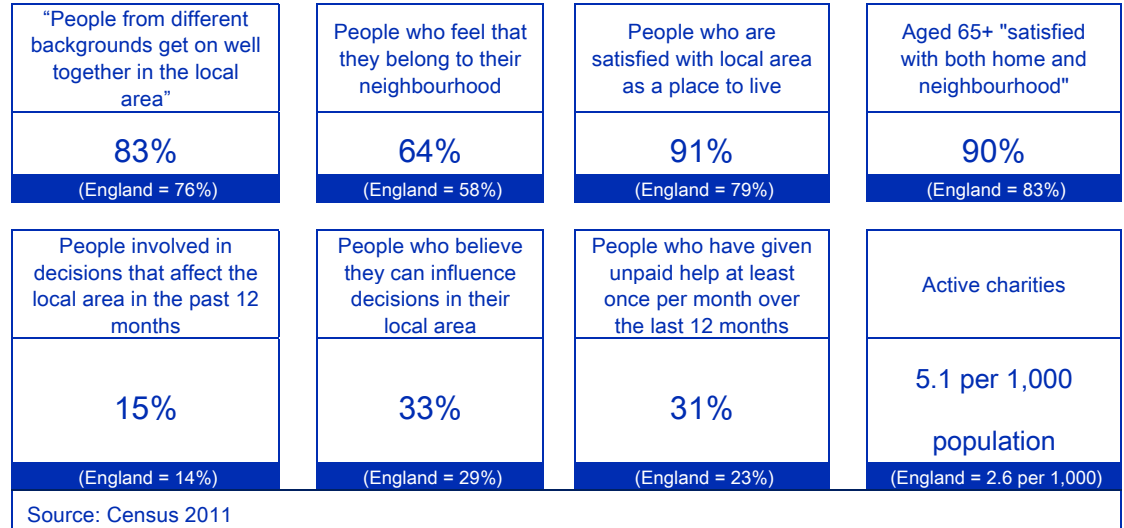 “People from different
backgrounds get on well
together in the local
area”
83%
(England = 76%)
People who feel that
they belong to their
neighbourhood
64%
(England = 58%)
People who are
satisfied with local area
as a place to live
91%
(England = 79%)
Aged 65+ "satisfied
with both home and
neighbourhood"
90%
(England = 83%)
People involved in
decisions that affect the
local area in the past 12
months
15%
(England = 14%)
People who believe
they can influence
decisions in their
local area
33%
(England = 29%)
People who have given
unpaid help at least
once per month over
the last 12 months
31%
(England = 23%)
Active charities
5.1 per 1,000
population
(England = 2.6 per 1,000)
Source: Census 2011